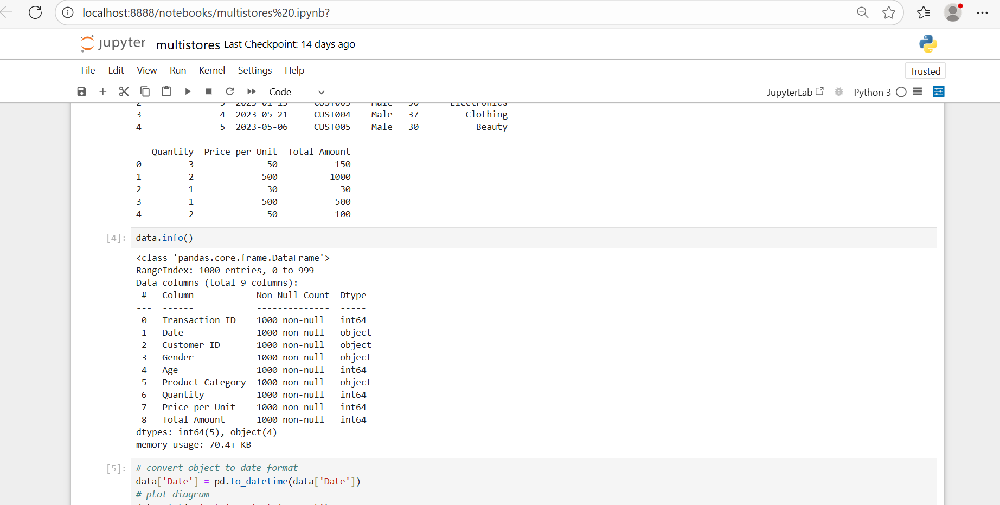 localhost:8888/notebooks/multistores%20.ipynb?
jupyter multistores Last Checkpoint: 14 days ago
File Edit View Run Kernel Settings Help Trusted
Code JupyterLab Python 3
2 3 2023-01-13 CUST003 Male 50 Electronics
3 4 2023-05-21 CUST004 Male 37 Clothing
4 5 2023-05-06 CUST005 Male 30 Beauty
Quantity Price per Unit Total Amount
0 3 50 150
1 2 500 1000
2 1 30 30
3 1 500 500
4 2 50 100
[4]: data.info()
<class 'pandas.core.frame.DataFrame'>
RangeIndex: 1000 entries, 0 to 999
Data columns (total 9 columns):
# Column Non-Null Count Dtype
--- ------ -------------- -----
0 Transaction ID 1000 non-null int64
1 Date 1000 non-null object
2 Customer ID 1000 non-null object
3 Gender 1000 non-null object
4 Age 1000 non-null int64
5 Product Category 1000 non-null object
6 Quantity 1000 non-null int64
7 Price per Unit 1000 non-null int64
8 Total Amount 1000 non-null int64
dtypes: int64(5), object(4)
memory usage: 70.4+ KB
[5]: # convert object to date format
data['Date'] = pd.to_datetime(data['Date'])
# plot diagram